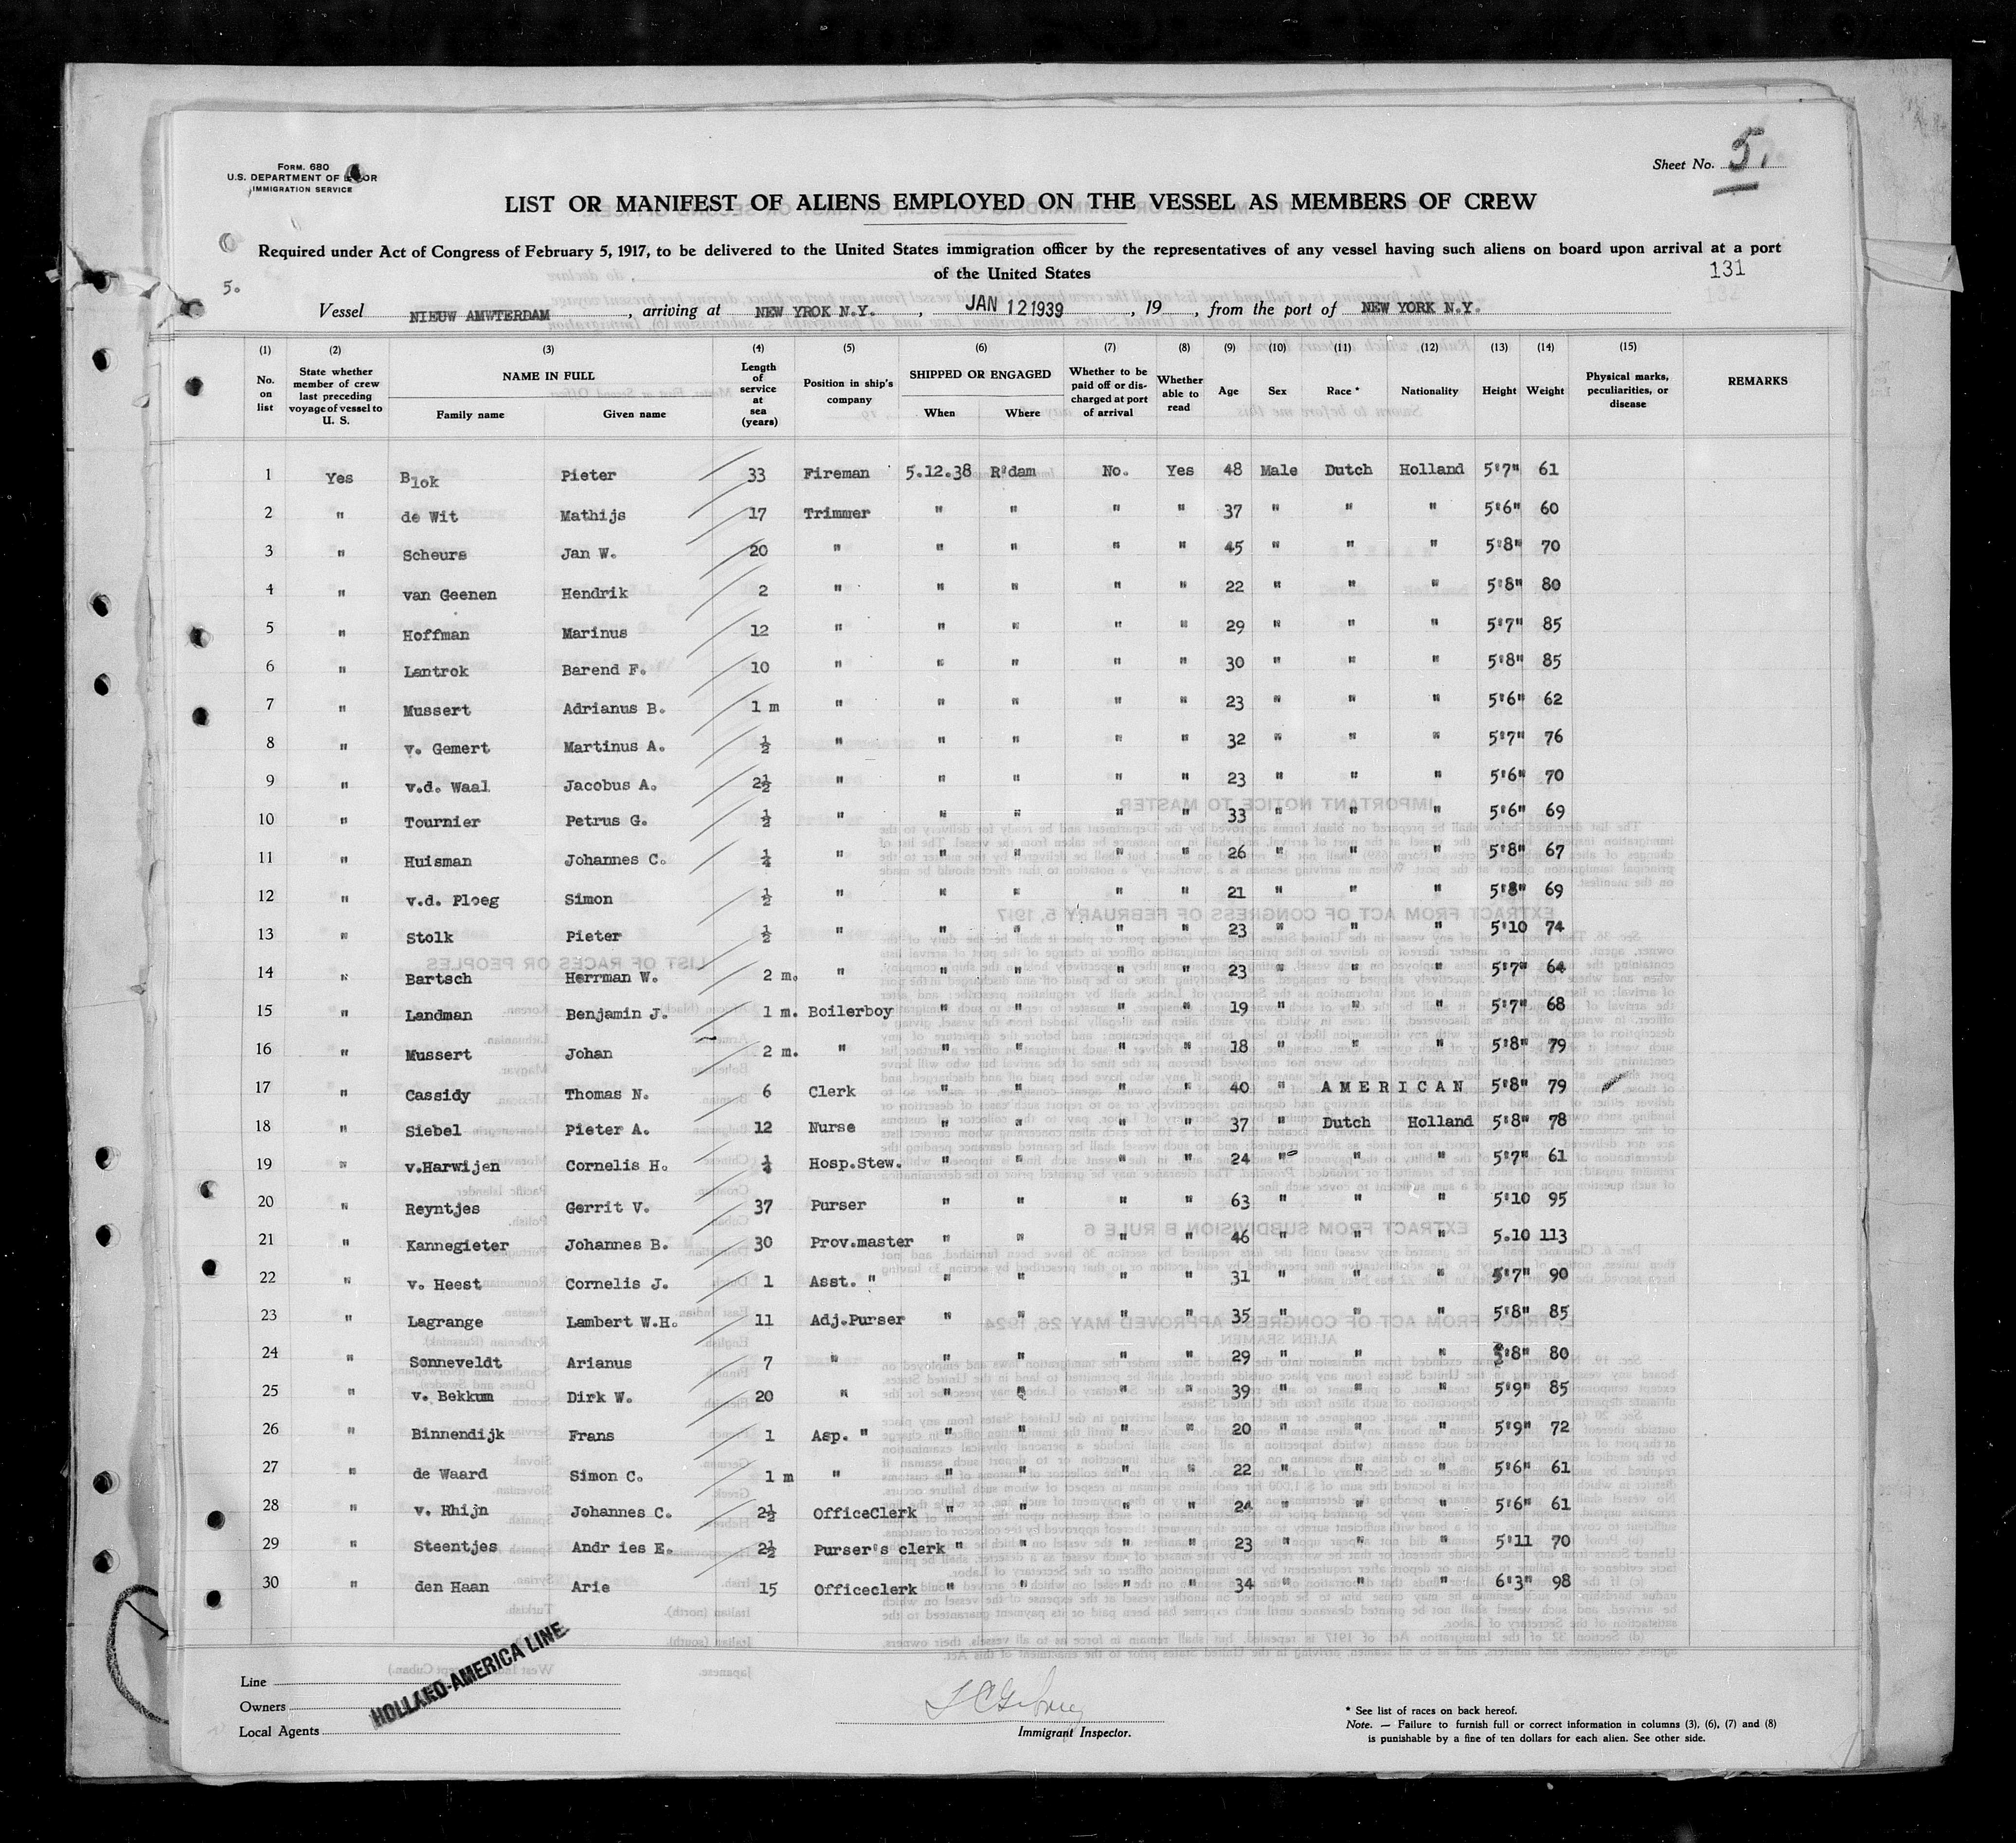 Form. 680
U.S. DEPARTMENT OF LABOR
IMMIGRATION SERVICE
Sheet No. 5.
LIST OR MANIFEST OF ALIENS EMPLOYED ON THE VESSEL AS MEMBERS OF CREW
Required under Act of Congress of February 5, 1917, to be delivered to the United States immigration officer by the representatives of any vessel having such aliens on board upon arrival at a port
of the United States
131
5.
Vessel NIEUW AMWTERDAM, arriving at NEW YROK N.Y., JAN 12 1939, 19 , from the port of NEW YORK N.Y.
(1) (2) (3) (4) (5) (6) (7) (8) (9) (10) (11) (12) (13) (14) (15)
No. on list State whether member of crew last preceding voyage of vessel to U. S. NAME IN FULL Family name Given name Length of service at sea (years) Position in ship's company SHIPPED OR ENGAGED When Where Whether to be paid off or discharged at port of arrival Whether able to read Age Sex Race * Nationality Height Weight Physical marks, peculiarities, or disease REMARKS
1 Yes Blok Pieter 33 Fireman 5.12.38 R'dam No. Yes 48 Male Dutch Holland 5'7" 61
2 " de Wit Mathijs 17 Trimmer " " " " 37 " " " 5'6" 60
3 " Scheurs Jan W. 20 " " " " " 45 " " " 5'8" 70
4 " van Geenen Hendrik 2 " " " " " 22 " " " 5'8" 80
5 " Hoffman Marinus 12 " " " " " 29 " " " 5'7" 85
6 " Lantrok Barend F. 10 " " " " " 30 " " " 5'8" 85
7 " Mussert Adrianus B. 1 m " " " " " 23 " " " 5'6" 62
8 " v. Gemert Martinus A. ½ " " " " " 32 " " " 5'7" 76
9 " v.d. Waal Jacobus A. 2½ " " " " " 23 " " " 5'6" 70
10 " Tournier Petrus G. ½ " " " " " 33 " " " 5'6" 69
11 " Huisman Johannes C. ¼ " " " " " 26 " " " 5'8" 67
12 " v.d. Ploeg Simon ½ " " " " " 21 " " " 5'8" 69
13 " Stolk Pieter ½ " " " " " 23 " " " 5'10 74
14 " Bartsch Herrman W. 2 m. " " " " " 23 " " " 5'7" 64
15 " Landman Benjamin J. 1 m. Boilerboy " " " " 19 " " " 5'7" 68
16 " Mussert Johan 2 m. " " " " " 18 " " " 5'8" 79
17 " Cassidy Thomas N. 6 Clerk " " " " 40 " AMERICAN 5'8" 79
18 " Siebel Pieter A. 12 Nurse " " " " 37 " Dutch Holland 5'8" 78
19 " v.Harwijen Cornelis H. ¼ Hosp.Stew. " " " " 24 " " " 5'7" 61
20 " Reyntjes Gerrit V. 37 Purser " " " " 63 " " " 5'10 95
21 " Kannegieter Johannes B. 30 Prov.master " " " " 46 " " " 5.10 113
22 " v. Heest Cornelis J. 1 Asst. " " " " " 31 " " " 5'7" 90
23 " Lagrange Lambert W.H. 11 Adj.Purser " " " " 35 " " " 5'8" 85
24 " Sonneveldt Arianus 7 " " " " " 29 " " " 5'8" 80
25 " v. Bekkum Dirk W. 20 " " " " " 39 " " " 5'9" 85
26 " Binnendijk Frans 1 Asp. " " " " " 20 " " " 5'9" 72
27 " de Waard Simon C. 1 m " " " " " 22 " " " 5'6" 61
28 " v. Rhijn Johannes C. 2½ OfficeClerk " " " " 24 " " " 5'6" 61
29 " Steentjes Andr ies E. 2½ Purser's clerk " " " " 23 " " " 5'11 70
30 " den Haan Arie 15 Officeclerk " " " " 34 " " " 6'3" 98
Line
Owners
Local Agents
HOLLAND-AMERICA LINE
Immigrant Inspector.
* See list of races on back hereof.
Note. — Failure to furnish full or correct information in columns (3), (6), (7) and (8)
is punishable by a fine of ten dollars for each alien. See other side.